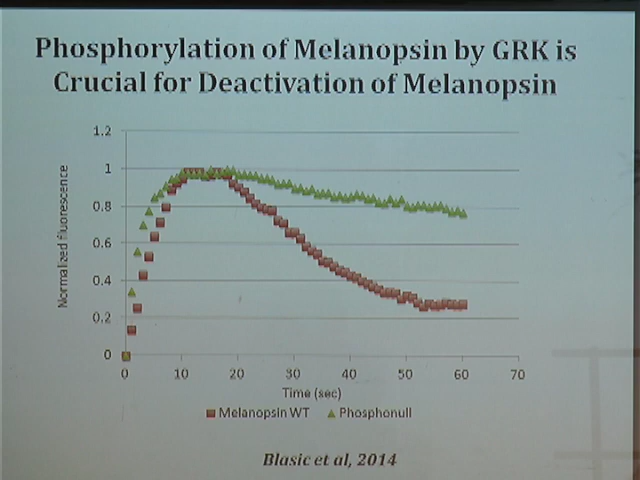 Phosphorylation of Melanopsin by GRK is
Crucial for Deactivation of Melanopsin
1.2
1
0.8
0.6
0.4
0.2
0
Normalized fluorescence
0 10 20 30 40 50 60 70
Time (sec)
Melanopsin WT Phosphonull
Blasic et al, 2014